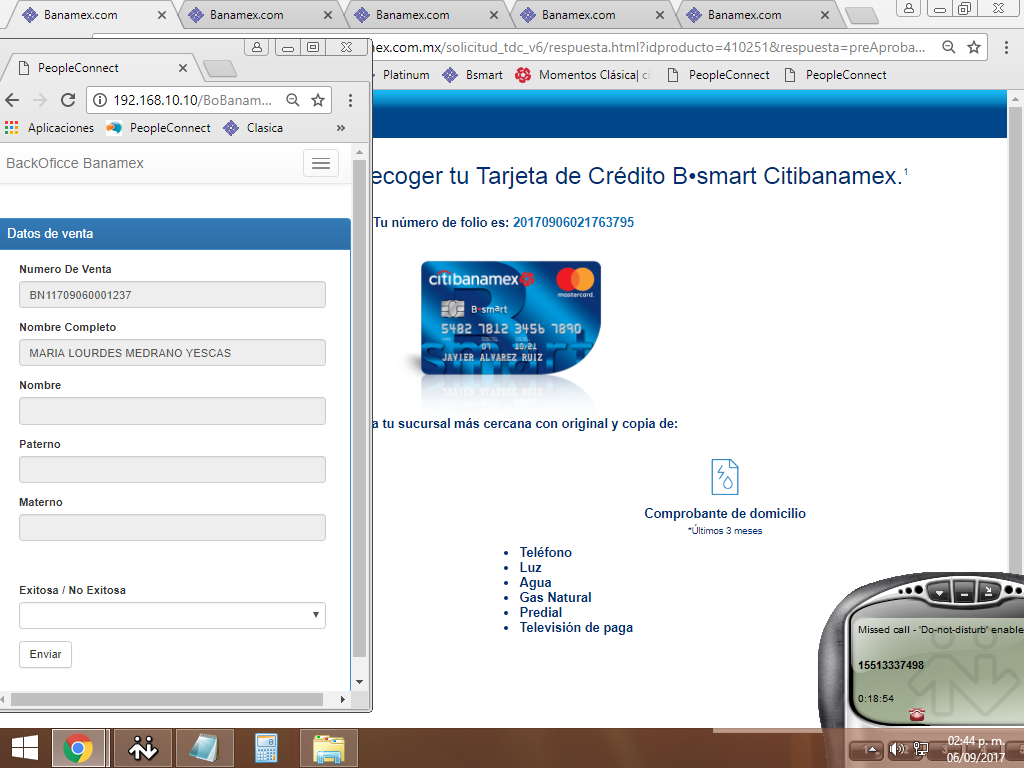 Banamex.com
Banamex.com
Banamex.com
Banamex.com
Banamex.com
mex.com.mx/solicitud_tdc_v6/respuesta.html?idproducto=410251&respuesta=preAproba...
Platinum
Bsmart
Momentos Clásica|
PeopleConnect
PeopleConnect
PeopleConnect
192.168.10.10/BoBanam...
Aplicaciones
PeopleConnect
Clasica
»
BackOficce Banamex
Datos de venta
Numero De Venta
BN11709060001237
Nombre Completo
MARIA LOURDES MEDRANO YESCAS
Nombre
Paterno
Materno
Exitosa / No Exitosa
Enviar
ecoger tu Tarjeta de Crédito B•smart Citibanamex.1
Tu número de folio es: 20170906021763795
citibanamex
mastercard.
B•smart
5482 7812 3456 7890
07 10/21
JAVIER ALVAREZ RUIZ
smart
a tu sucursal más cercana con original y copia de:
Comprobante de domicilio
*Últimos 3 meses
• Teléfono
• Luz
• Agua
• Gas Natural
• Predial
• Televisión de paga
Missed call - 'Do-not-disturb' enable
15513337498
0:18:54
02:44 p. m.
06/09/2017